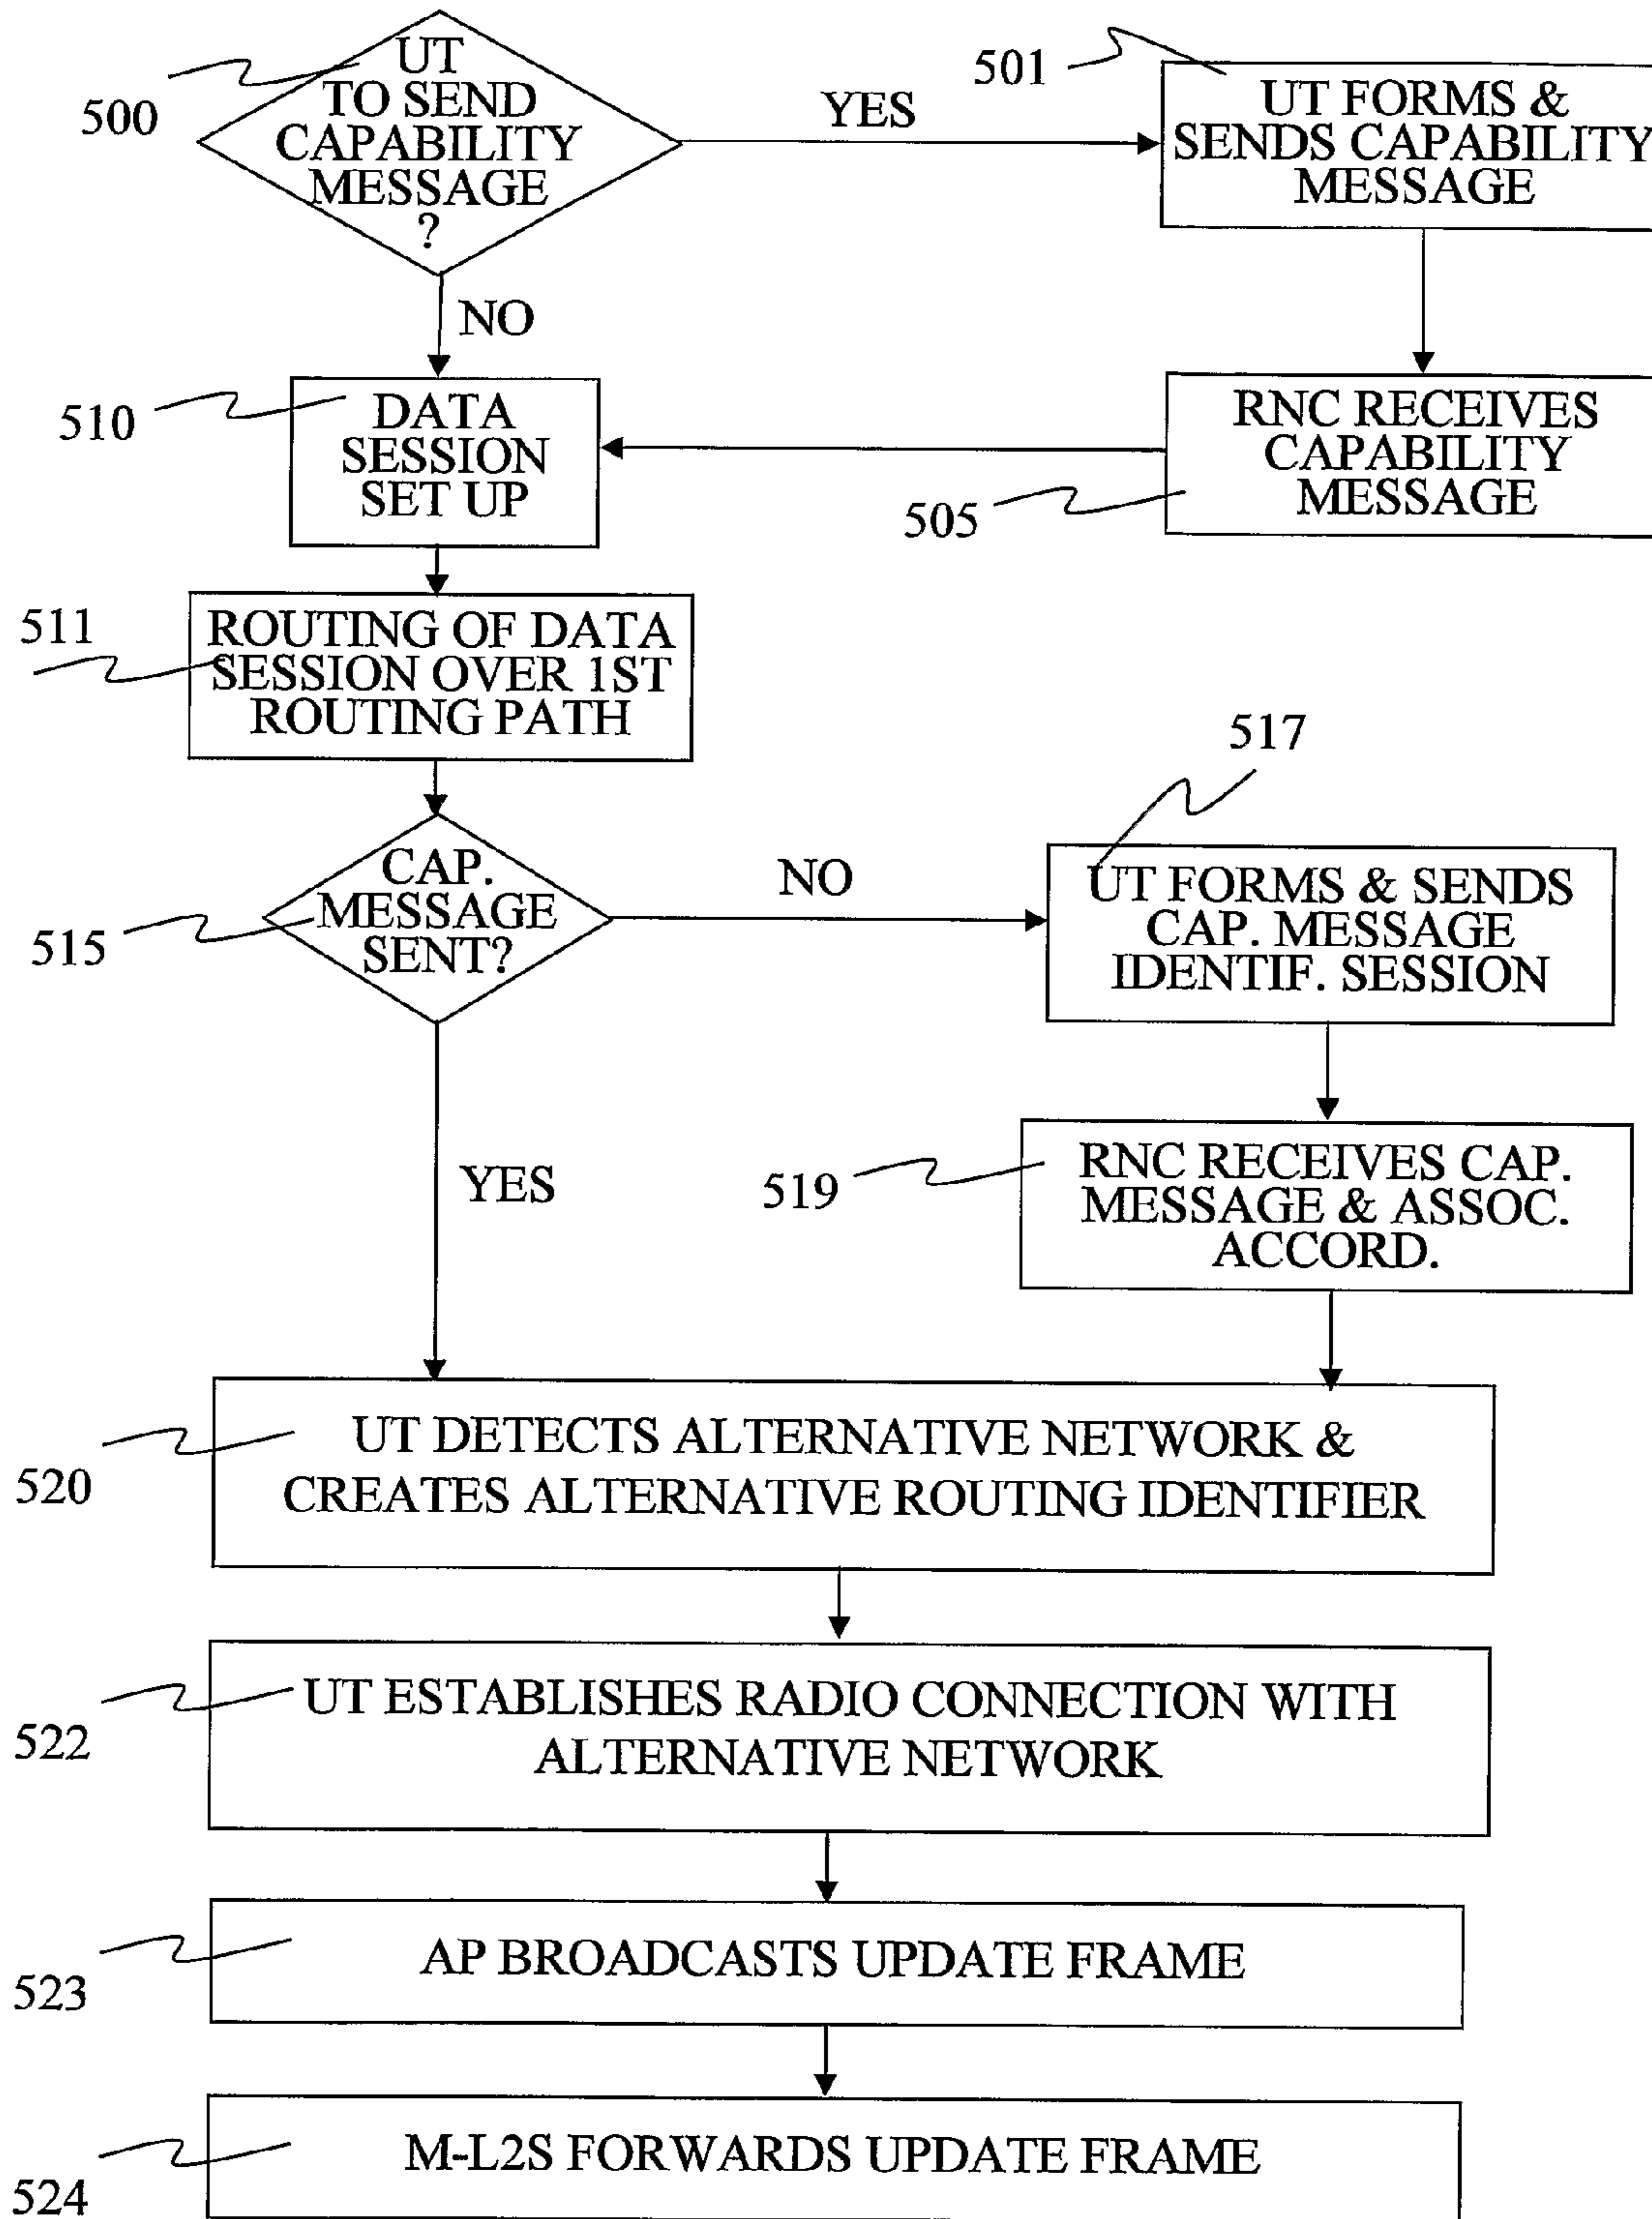 500
UT
TO SEND
CAPABILITY
MESSAGE
?
YES
501
UT FORMS &
SENDS CAPABILITY
MESSAGE
NO
510
DATA
SESSION
SET UP
RNC RECEIVES
CAPABILITY
MESSAGE
505
511
ROUTING OF DATA
SESSION OVER 1ST
ROUTING PATH
515
CAP.
MESSAGE
SENT?
NO
517
UT FORMS & SENDS
CAP. MESSAGE
IDENTIF. SESSION
YES
519
RNC RECEIVES CAP.
MESSAGE & ASSOC.
ACCORD.
520
UT DETECTS ALTERNATIVE NETWORK &
CREATES ALTERNATIVE ROUTING IDENTIFIER
522
UT ESTABLISHES RADIO CONNECTION WITH
ALTERNATIVE NETWORK
523
AP BROADCASTS UPDATE FRAME
524
M-L2S FORWARDS UPDATE FRAME